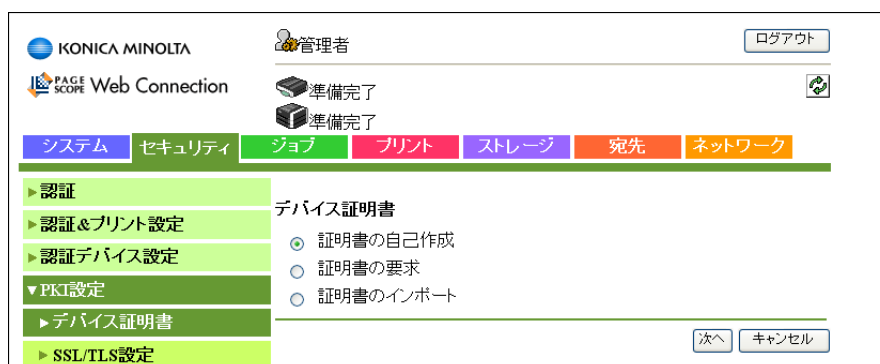 KONICA MINOLTA
管理者
ログアウト
PAGE SCOPE Web Connection
準備完了
準備完了
システム
セキュリティ
ジョブ
プリント
ストレージ
宛先
ネットワーク
▶認証
▶認証&プリント設定
▶認証デバイス設定
▼PKI設定
▶デバイス証明書
▶SSL/TLS設定
デバイス証明書
証明書の自己作成
証明書の要求
証明書のインポート
次へ
キャンセル